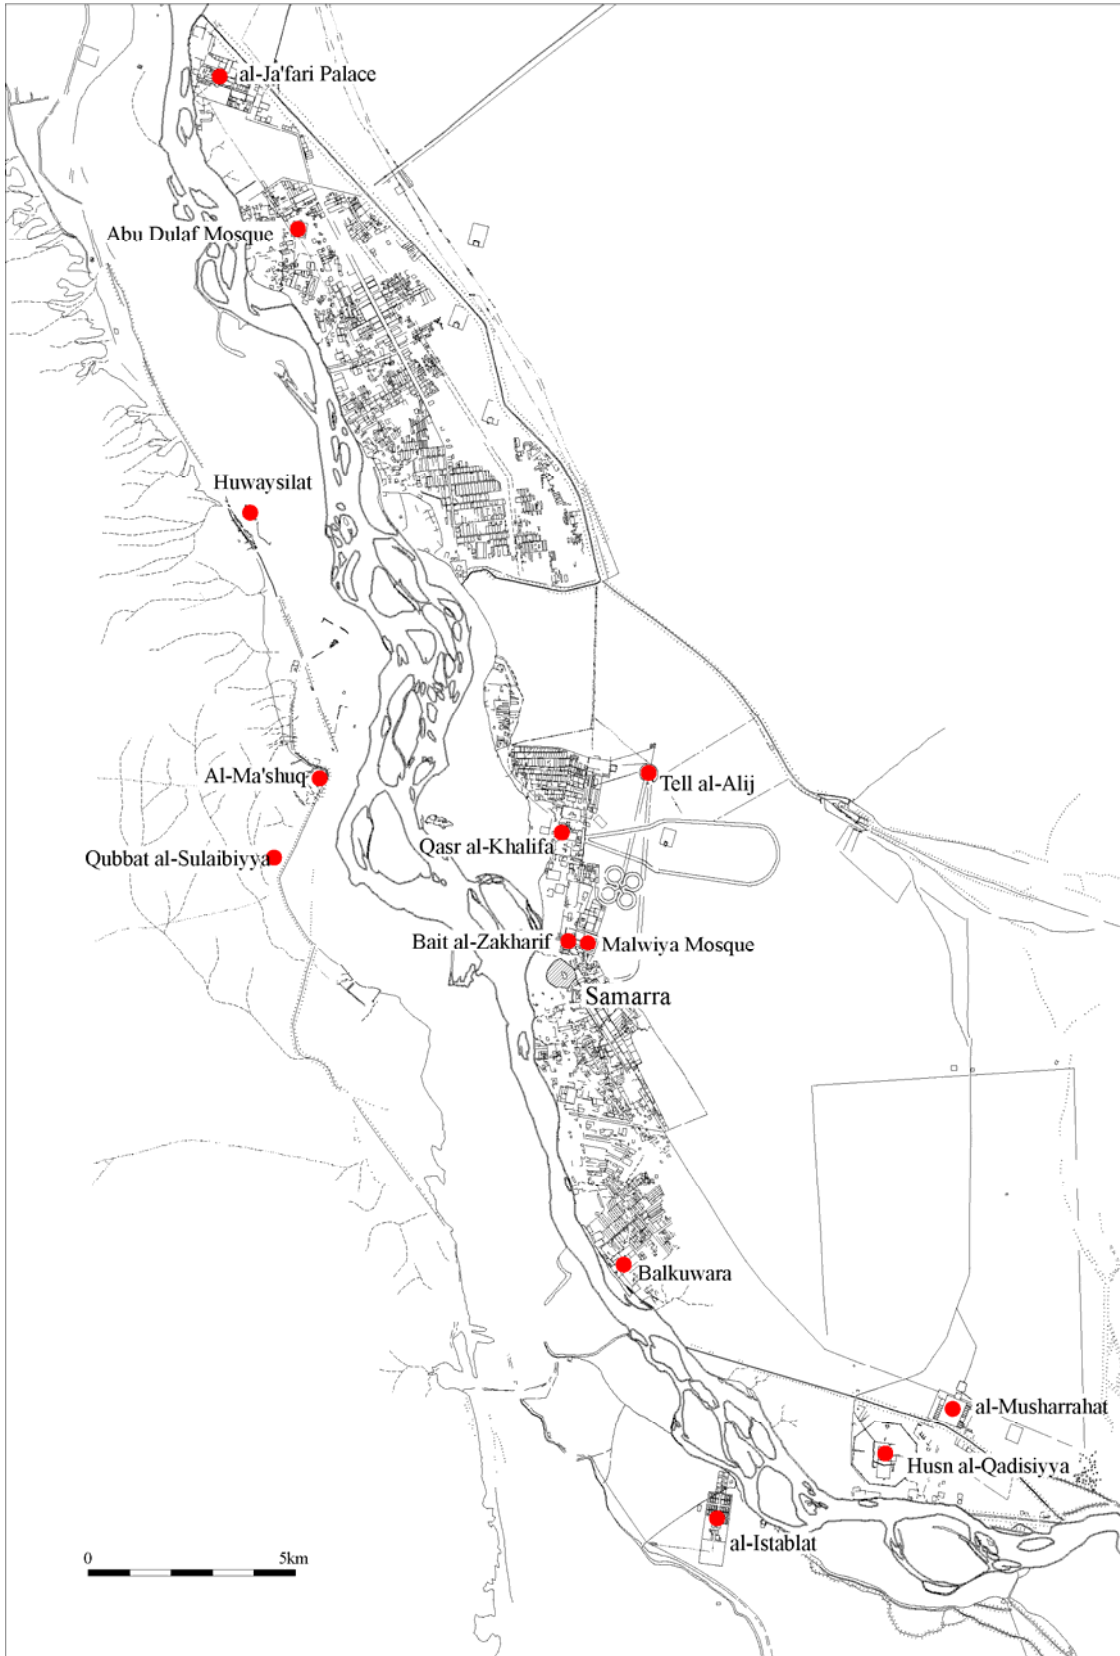 al-Ja'fari Palace
Abu Dulaf Mosque
Huwaysilat
Al-Ma'shuq
Tell al-Alij
Qasr al-Khalifa
Qubbat al-Sulaibiyya
Bait al-Zakharif
Malwiya Mosque
Samarra
Balkuwara
al-Musharrahat
Husn al-Qadisiyya
al-Istablat
0 5km